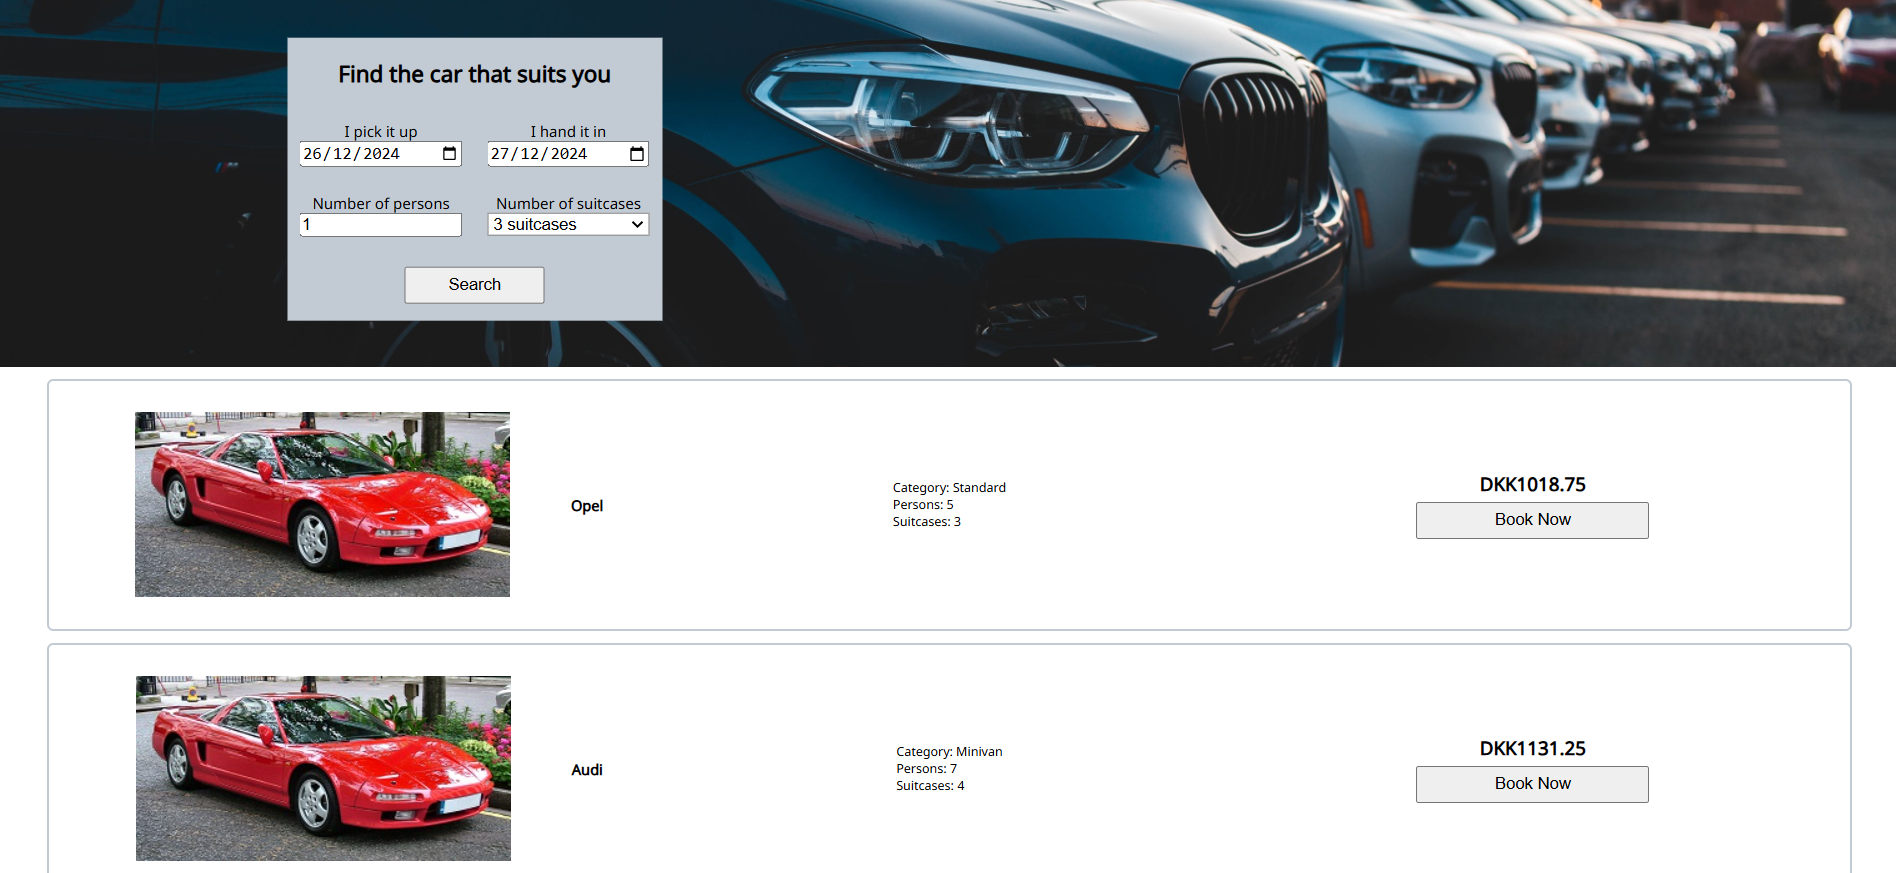 Find the car that suits you
I pick it up
I hand it in
26/12/2024
27/12/2024
Number of persons
Number of suitcases
1
3 suitcases
Search
Opel
Category: Standard
Persons: 5
Suitcases: 3
DKK1018.75
Book Now
Audi
Category: Minivan
Persons: 7
Suitcases: 4
DKK1131.25
Book Now